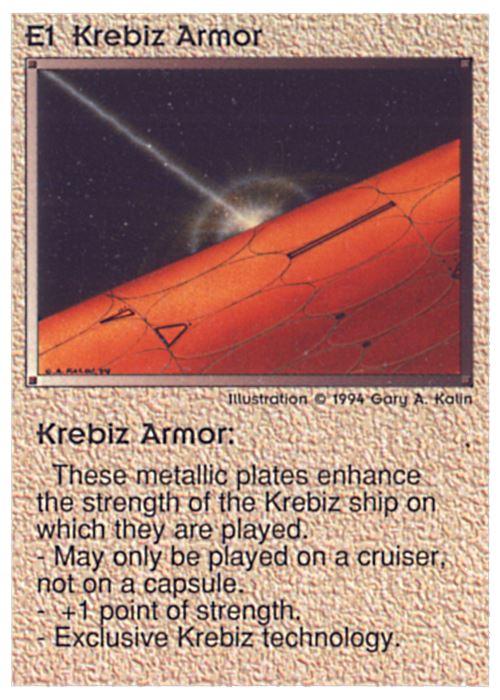 E1 Krebiz Armor
G. A. KALIN '94
Illustration © 1994 Gary A. Kalin
Krebiz Armor:
These metallic plates enhance
the strength of the Krebiz ship on
which they are played.
- May only be played on a cruiser,
not on a capsule.
- +1 point of strength.
- Exclusive Krebiz technology.